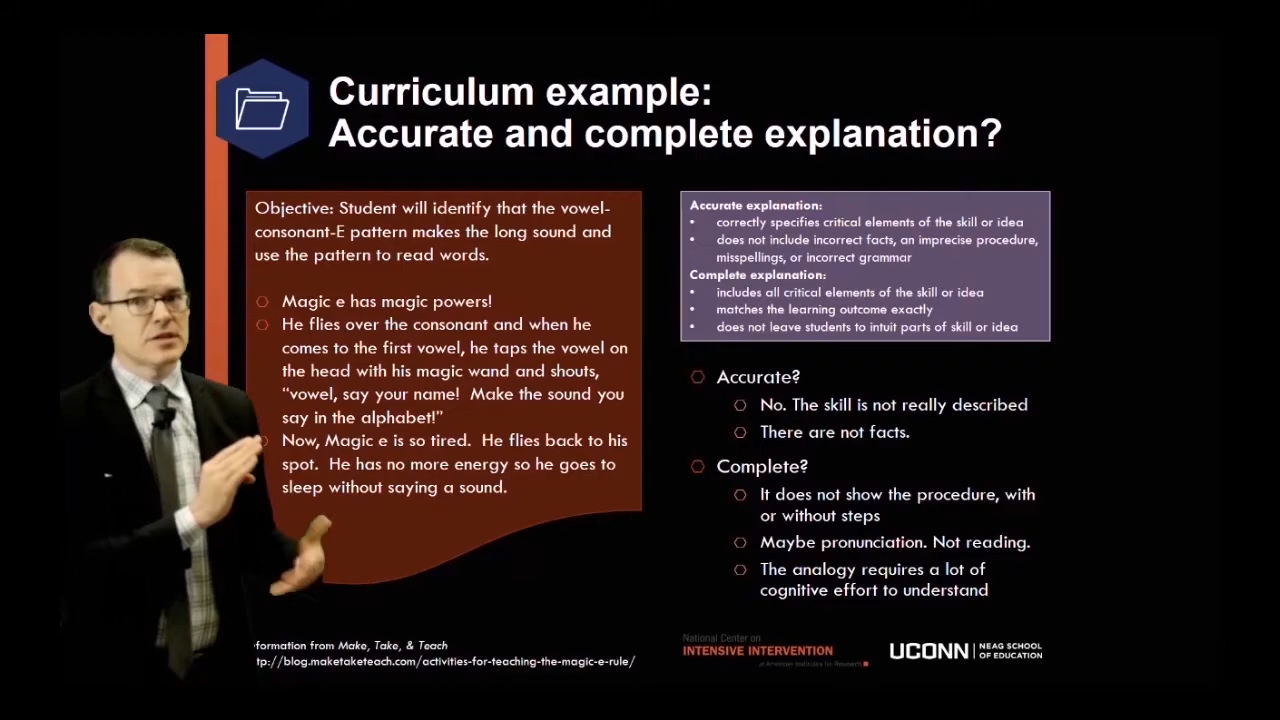 Curriculum example:
Accurate and complete explanation?
Objective: Student will identify that the vowel-
consonant-E pattern makes the long sound and
use the pattern to read words.
Magic e has magic powers!
He flies over the consonant and when he
comes to the first vowel, he taps the vowel on
the head with his magic wand and shouts,
“vowel, say your name!  Make the sound you
say in the alphabet!”
Now, Magic e is so tired.  He flies back to his
spot.  He has no more energy so he goes to
sleep without saying a sound.
Accurate explanation:
• correctly specifies critical elements of the skill or idea
• does not include incorrect facts, an imprecise procedure,
misspellings, or incorrect grammar
Complete explanation:
• includes all critical elements of the skill or idea
• matches the learning outcome exactly
• does not leave students to intuit parts of skill or idea
Accurate?
No. The skill is not really described
There are not facts.
Complete?
It does not show the procedure, with
or without steps
Maybe pronunciation. Not reading.
The analogy requires a lot of
cognitive effort to understand
formation from Make, Take, & Teach
tp://blog.maketaketeach.com/activities-for-teaching-the-magic-e-rule/
National Center on
INTENSIVE INTERVENTION
at American Institutes for Research
UCONN | NEAG SCHOOL
OF EDUCATION